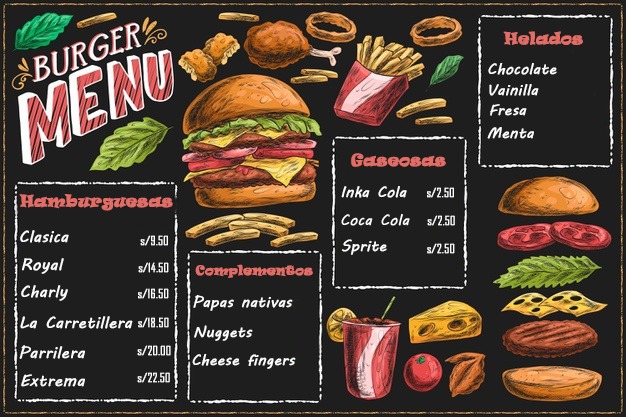 BURGER
MENU
Hamburguesas
Clasica s/9.50
Royal s/14.50
Charly s/16.50
La Carretillera s/18.50
Parrilera s/20.00
Extrema s/22.50
Complementos
Papas nativas
Nuggets
Cheese fingers
Gaseosas
Inka Cola s/2.50
Coca Cola s/2.50
Sprite s/2.50
Helados
Chocolate
Vainilla
Fresa
Menta